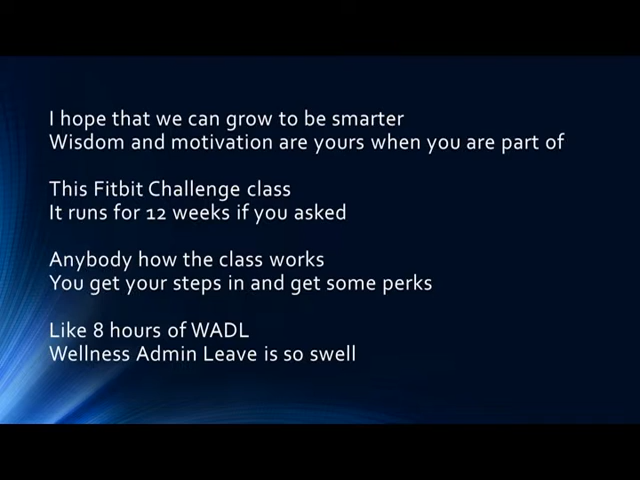 I hope that we can grow to be smarter
Wisdom and motivation are yours when you are part of
This Fitbit Challenge class
It runs for 12 weeks if you asked
Anybody how the class works
You get your steps in and get some perks
Like 8 hours of WADL
Wellness Admin Leave is so swell